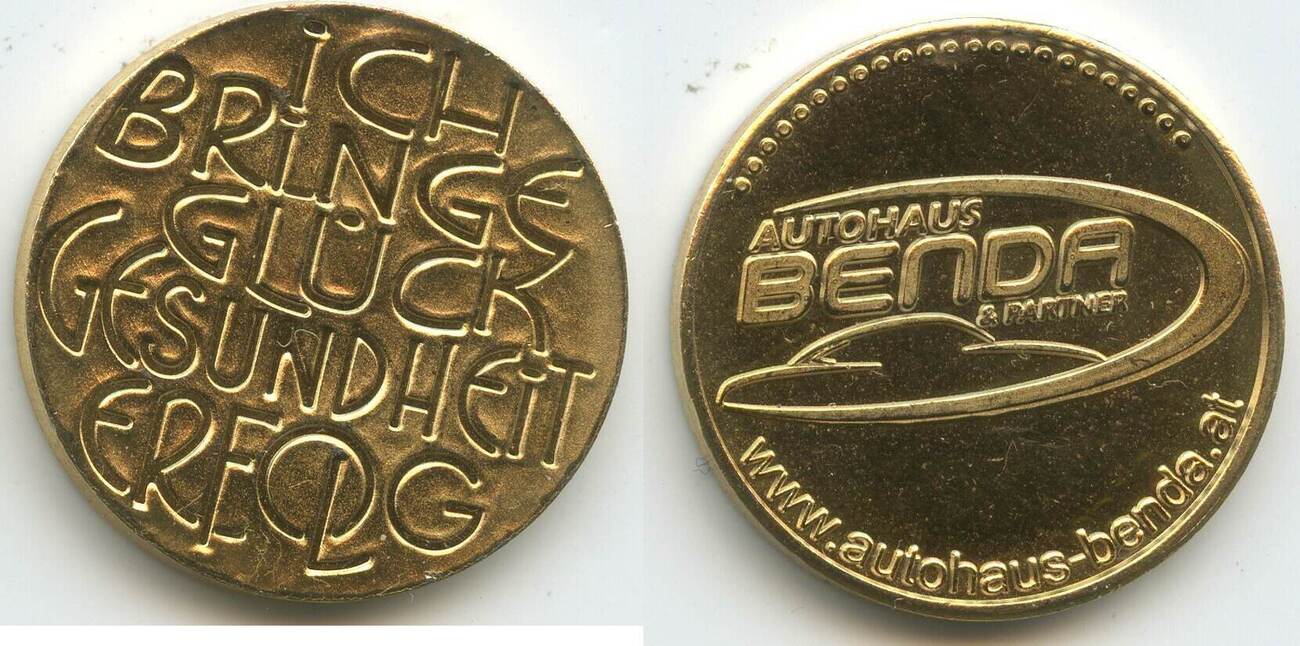 iCH
BRiNGE
GLÜCK
GESUNDHEiT
ERFOLG
AUTOHAUS
BENDA
& PARTNER
www.autohaus-benda.at